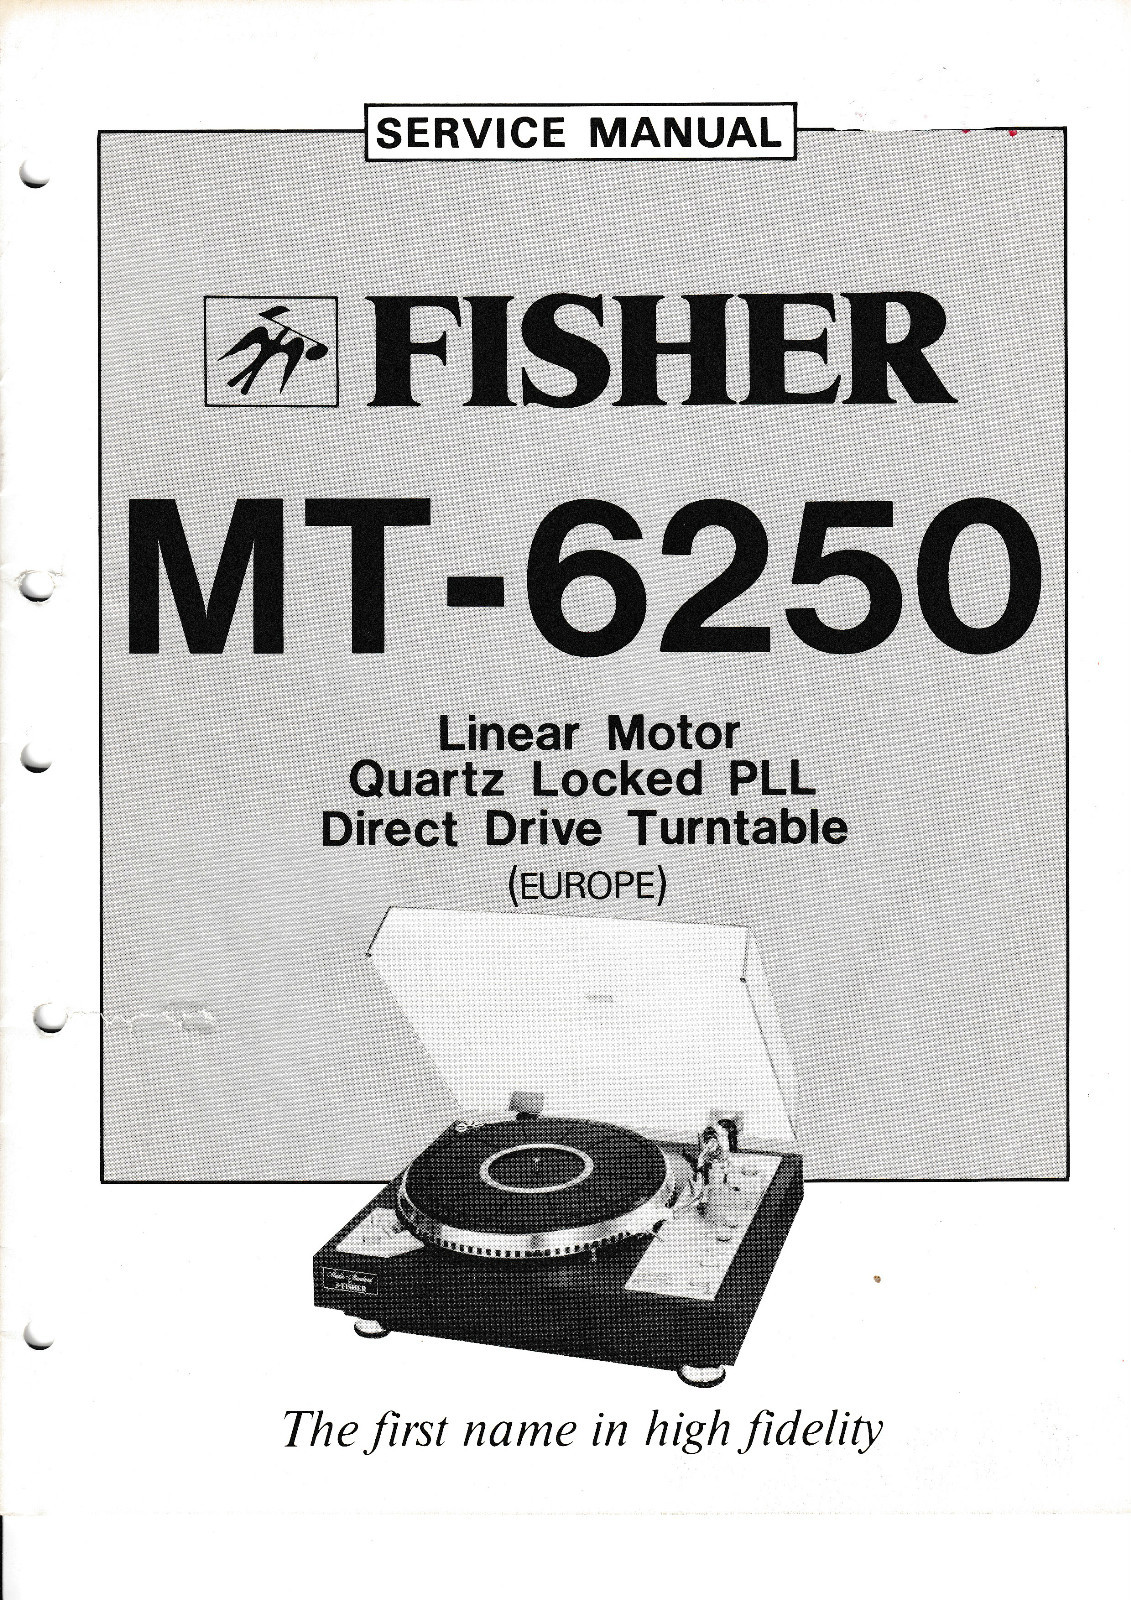 SERVICE MANUAL
FISHER
MT-6250
Linear Motor
Quartz Locked PLL
Direct Drive Turntable
(EUROPE)
FISHER
The first name in high fidelity